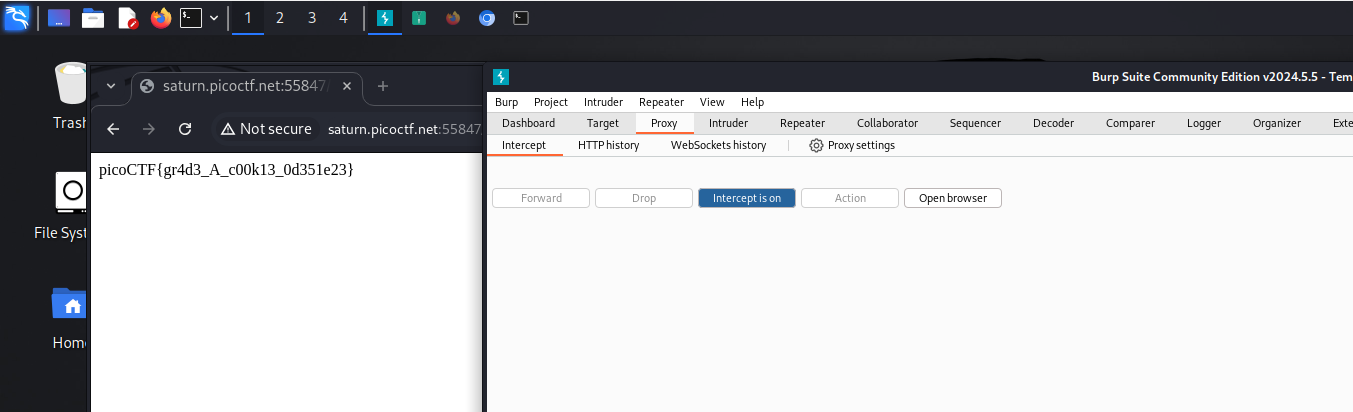 1 2 3 4
saturn.picoctf.net:55847/
Burp Suite Community Edition v2024.5.5 - Tem
Burp Project Intruder Repeater View Help
Trash
Not secure saturn.picoctf.net:55847
Dashboard Target Proxy Intruder Repeater Collaborator Sequencer Decoder Comparer Logger Organizer Exte
Intercept HTTP history WebSockets history Proxy settings
picoCTF{gr4d3_A_c00k13_0d351e23}
Forward Drop Intercept is on Action Open browser
File Syst
Home